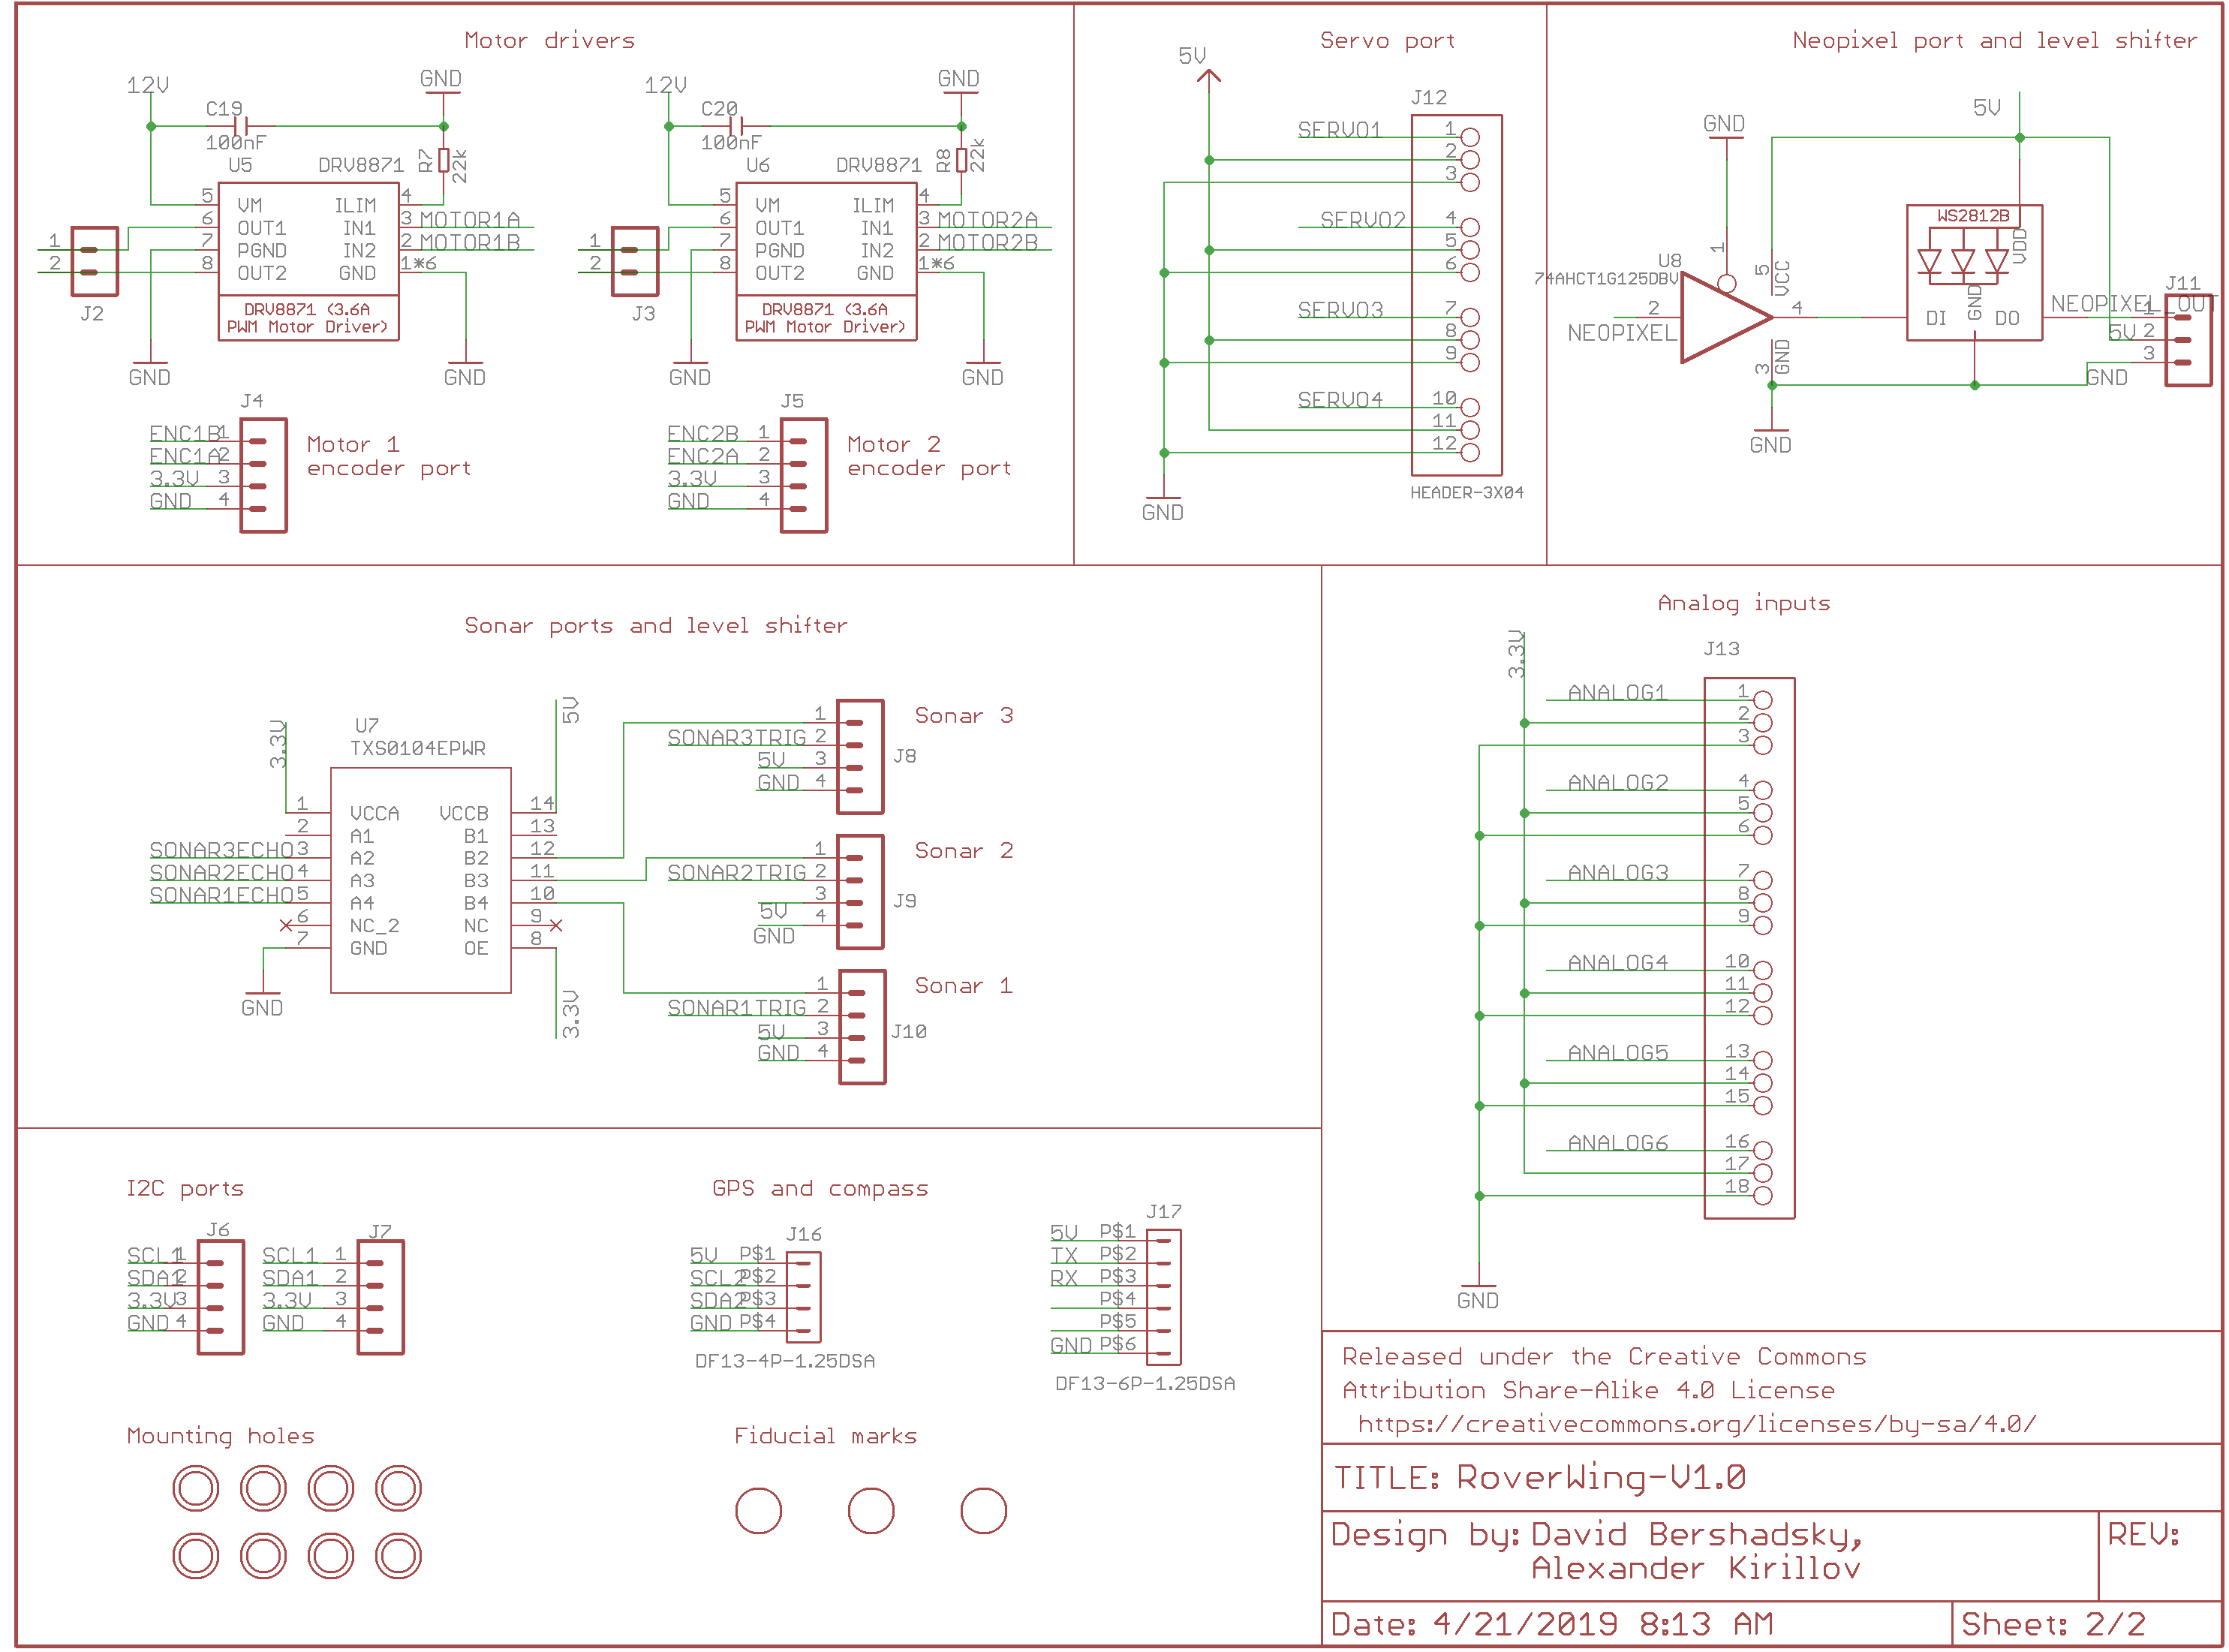 Motor drivers
12V
C19
100nF
GND
R7
22k
U5
DRV8871
5
VM
ILIM
4
6
OUT1
IN1
3
MOTOR1A
7
PGND
IN2
2
MOTOR1B
8
OUT2
GND
1*6
DRV8871 (3.6A
PWM Motor Driver)
1
2
J2
GND
GND
12V
C20
100nF
GND
R8
22k
U6
DRV8871
5
VM
ILIM
4
6
OUT1
IN1
3
MOTOR2A
7
PGND
IN2
2
MOTOR2B
8
OUT2
GND
1*6
DRV8871 (3.6A
PWM Motor Driver)
1
2
J3
GND
GND
J4
ENC1B 1
ENC1A 2
3.3V 3
GND 4
Motor 1
encoder port
J5
ENC2B 1
ENC2A 2
3.3V 3
GND 4
Motor 2
encoder port
Servo port
5V
J12
SERVO1 1
2
3
SERVO2 4
5
6
SERVO3 7
8
9
SERVO4 10
11
12
HEADER-3X04
GND
Neopixel port and level shifter
GND
5V
1
U8
74AHCT1G125DBV
5
VCC
2
NEOPIXEL
4
3
GND
GND
WS2812B
VDD
GND
DI
DO
J11
NEOPIXEL_OUT
1
5V 2
3
GND
Sonar ports and level shifter
3.3V
U7
TXS0104EPWR
5V
1 VCCA VCCB 14
2 A1 B1 13
SONAR3ECHO 3 A2 B2 12
SONAR2ECHO 4 A3 B3 11
SONAR1ECHO 5 A4 B4 10
6 NC_2 NC 9
7 GND OE 8
GND
3.3V
1
SONAR3TRIG 2
5V 3
GND 4
Sonar 3
J8
1
SONAR2TRIG 2
3
5V
4
GND
Sonar 2
J9
1
SONAR1TRIG 2
5V 3
GND 4
Sonar 1
J10
Analog inputs
3.3V
J13
ANALOG1 1
2
3
ANALOG2 4
5
6
ANALOG3 7
8
9
ANALOG4 10
11
12
ANALOG5 13
14
15
ANALOG6 16
17
18
GND
I2C ports
J6
SCL1 1
SDA1 2
3.3V 3
GND 4
J7
SCL1 1
SDA1 2
3.3V 3
GND 4
GPS and compass
J16
5V P$1
SCL2 P$2
SDA2 P$3
GND P$4
DF13-4P-1.25DSA
J17
5V P$1
TX P$2
RX P$3
P$4
P$5
GND P$6
DF13-6P-1.25DSA
Mounting holes
Fiducial marks
Released under the Creative Commons
Attribution Share-Alike 4.0 License
https://creativecommons.org/licenses/by-sa/4.0/
TITLE: RoverWing-V1.0
Design by: David Bershadsky,
Alexander Kirillov
REV:
Date: 4/21/2019 8:13 AM
Sheet: 2/2